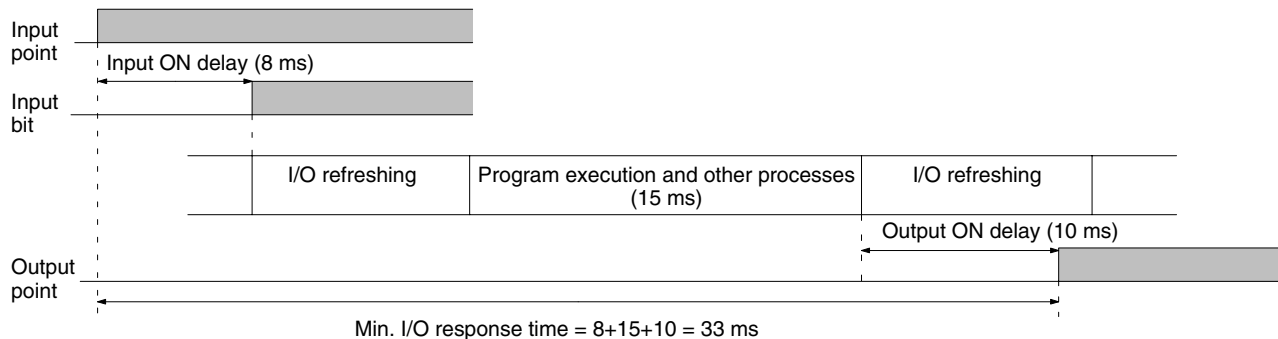 Input
point
Input ON delay (8 ms)
Input
bit
I/O refreshing
Program execution and other processes
(15 ms)
I/O refreshing
Output ON delay (10 ms)
Output
point
Min. I/O response time = 8+15+10 = 33 ms